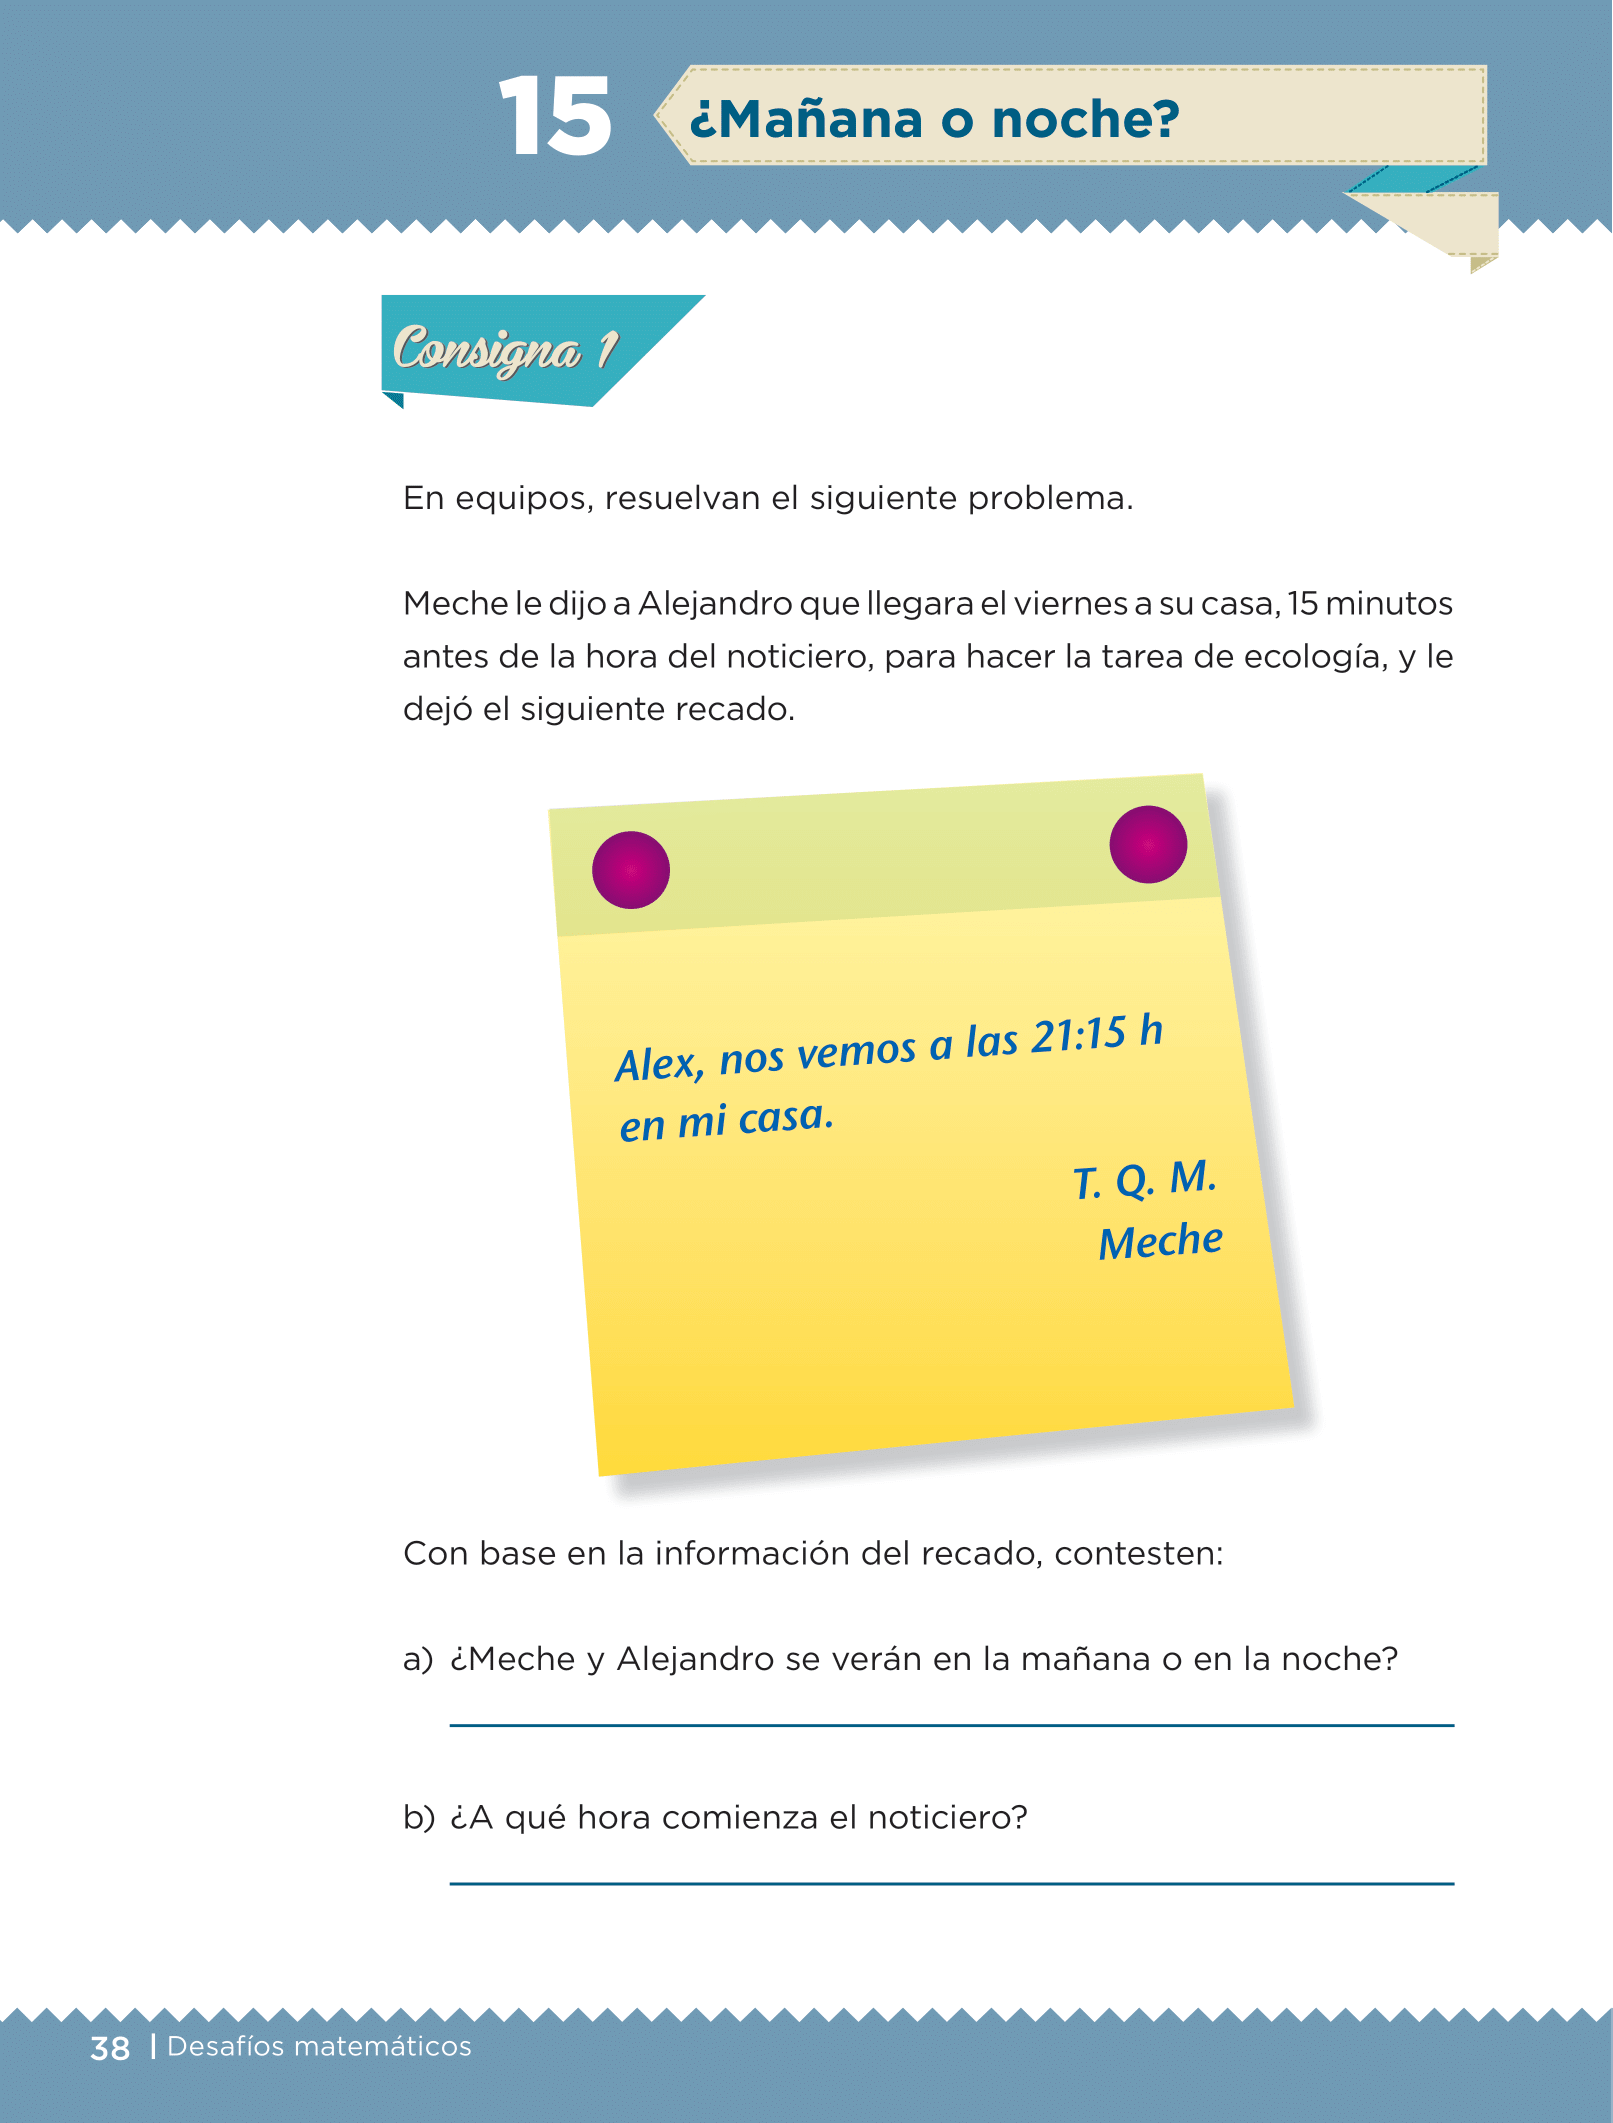 15
¿Mañana o noche?
Consigna 1
En equipos, resuelvan el siguiente problema.
Meche le dijo a Alejandro que llegara el viernes a su casa, 15 minutos
antes de la hora del noticiero, para hacer la tarea de ecología, y le
dejó el siguiente recado.
Alex, nos vemos a las 21:15 h
en mi casa.
T. Q. M.
Meche
Con base en la información del recado, contesten:
a) ¿Meche y Alejandro se verán en la mañana o en la noche?
b) ¿A qué hora comienza el noticiero?
38 | Desafíos matemáticos